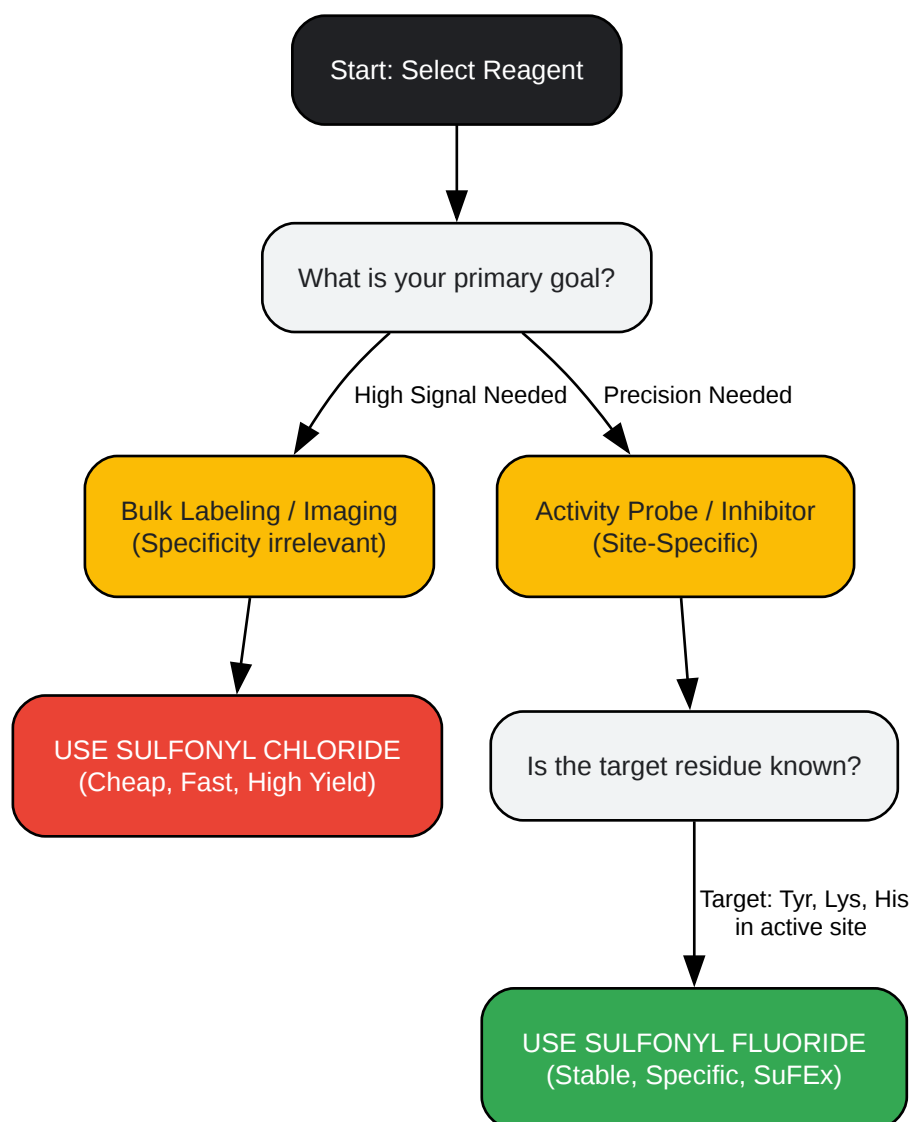 Start: Select Reagent
What is your primary goal?
High Signal Needed
Precision Needed
Bulk Labeling / Imaging
(Specificity irrelevant)
Activity Probe / Inhibitor
(Site-Specific)
USE SULFONYL CHLORIDE
(Cheap, Fast, High Yield)
Is the target residue known?
Target: Tyr, Lys, His
in active site
USE SULFONYL FLUORIDE
(Stable, Specific, SuFEx)